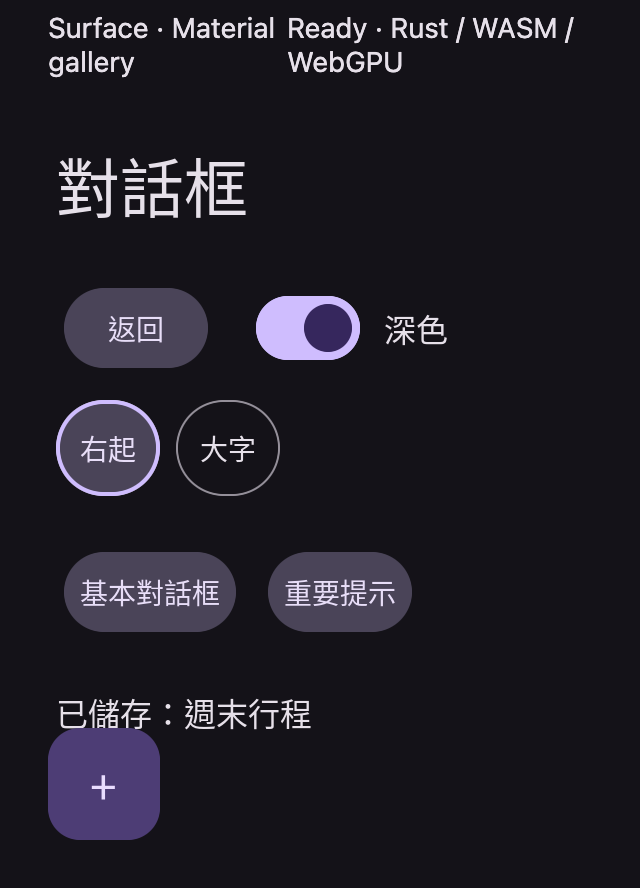 Surface · Material gallery
Ready · Rust / WASM / WebGPU
對話框
返回
深色
右起
大字
基本對話框
重要提示
已儲存：週末行程
+